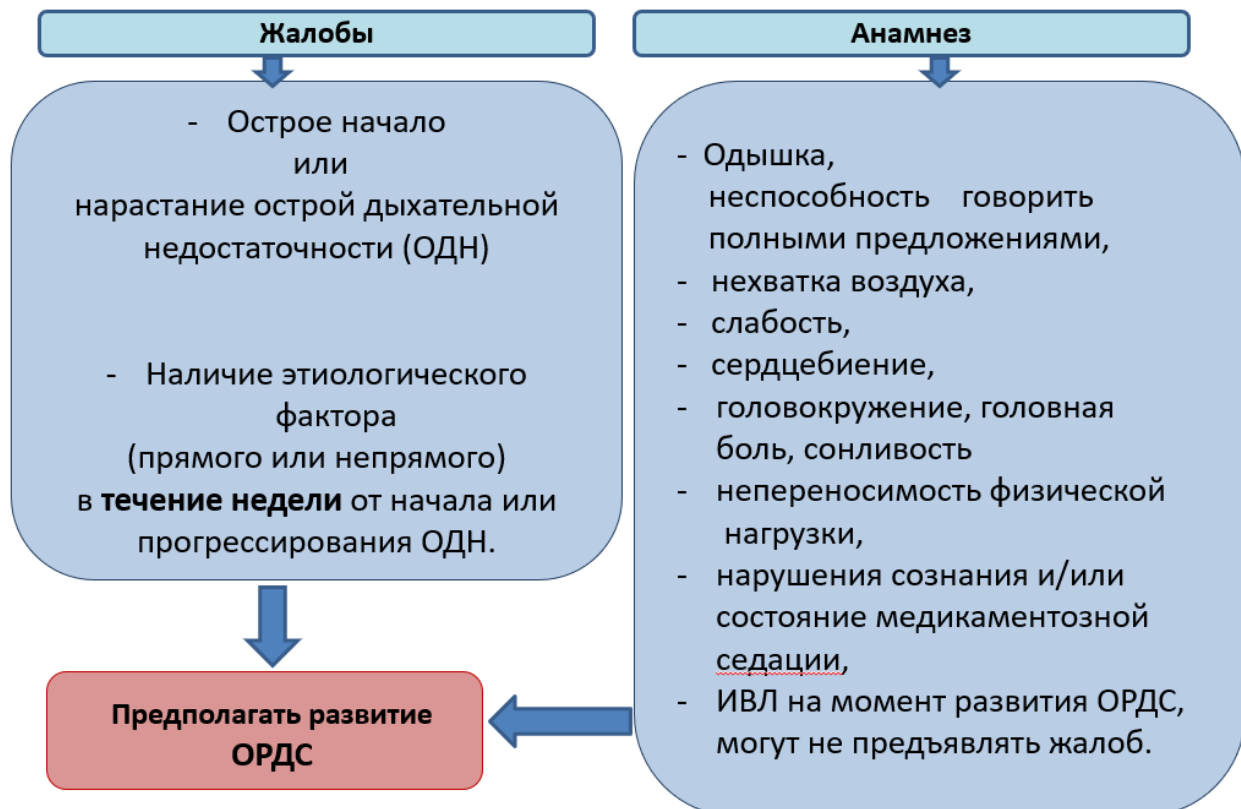 Жалобы
- Острое начало
или
нарастание острой дыхательной
недостаточности (ОДН)
- Наличие этиологического
фактора
(прямого или непрямого)
в течение недели от начала или
прогрессирования ОДН.
Предполагать развитие
ОРДС
Анамнез
- Одышка,
неспособность говорить
полными предложениями,
- нехватка воздуха,
- слабость,
- сердцебиение,
- головокружение, головная
боль, сонливость
- непереносимость физической
нагрузки,
- нарушения сознания и/или
состояние медикаментозной
седации,
- ИВЛ на момент развития ОРДС,
могут не предъявлять жалоб.